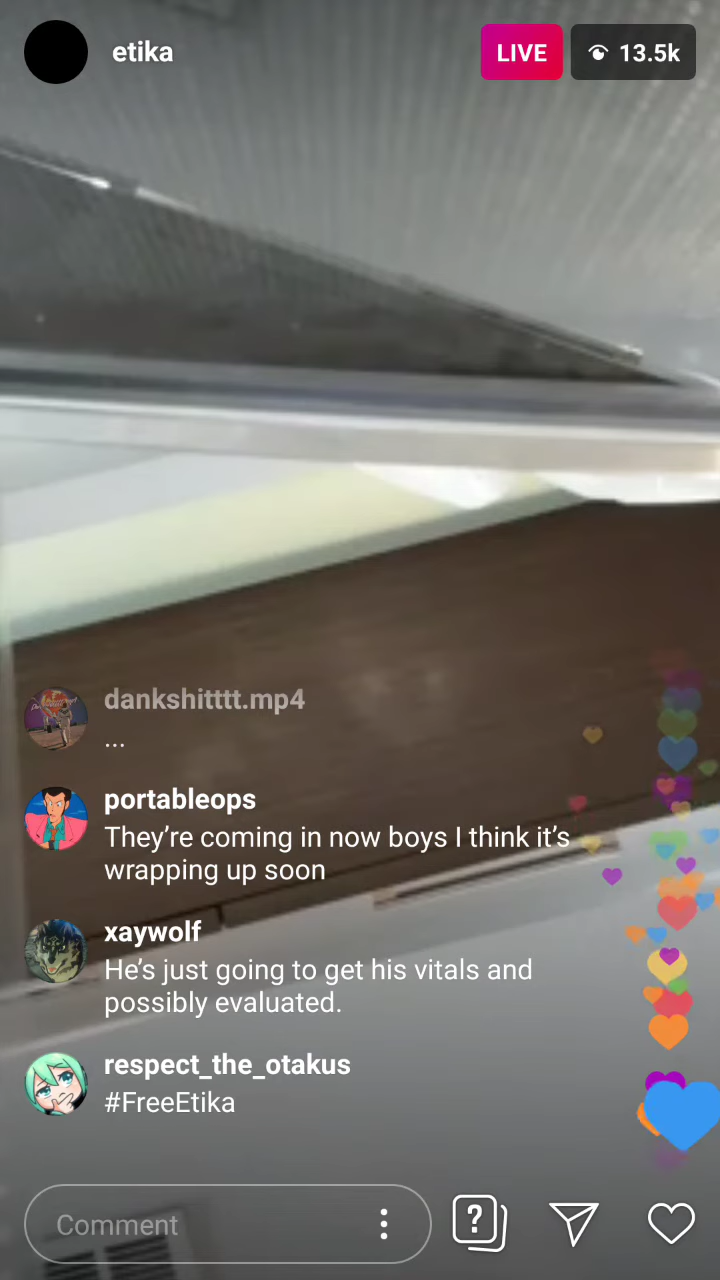 etika
LIVE
13.5k
dankshitttt.mp4
...
portableops
They’re coming in now boys I think it’s
wrapping up soon
xaywolf
He’s just going to get his vitals and
possibly evaluated.
respect_the_otakus
#FreeEtika
Comment
?